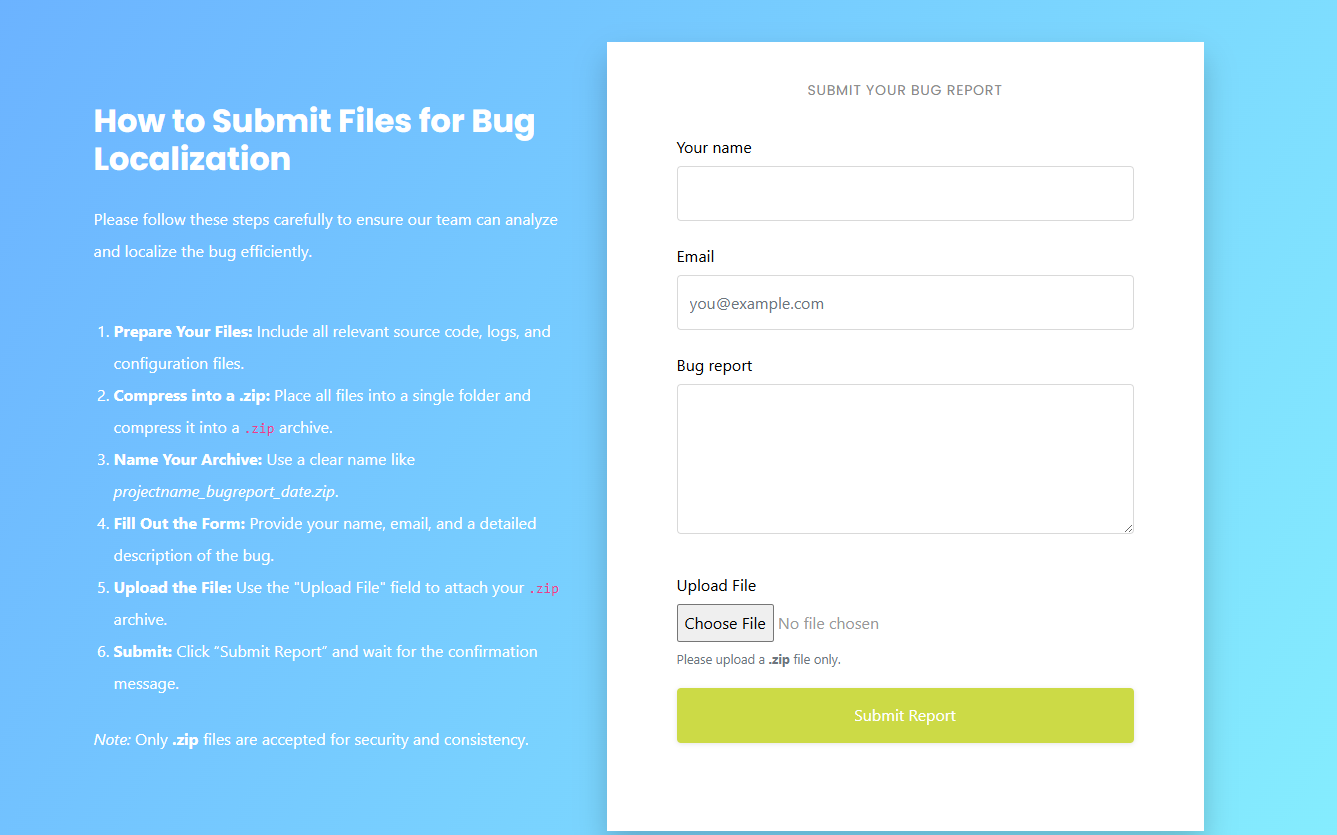 How to Submit Files for Bug
Localization
Please follow these steps carefully to ensure our team can analyze
and localize the bug efficiently.
1. Prepare Your Files: Include all relevant source code, logs, and
configuration files.
2. Compress into a .zip: Place all files into a single folder and
compress it into a .zip archive.
3. Name Your Archive: Use a clear name like
projectname_bugreport_date.zip.
4. Fill Out the Form: Provide your name, email, and a detailed
description of the bug.
5. Upload the File: Use the "Upload File" field to attach your .zip
archive.
6. Submit: Click “Submit Report” and wait for the confirmation
message.
Note: Only .zip files are accepted for security and consistency.
SUBMIT YOUR BUG REPORT
Your name
Email
you@example.com
Bug report
Upload File
Choose File No file chosen
Please upload a .zip file only.
Submit Report